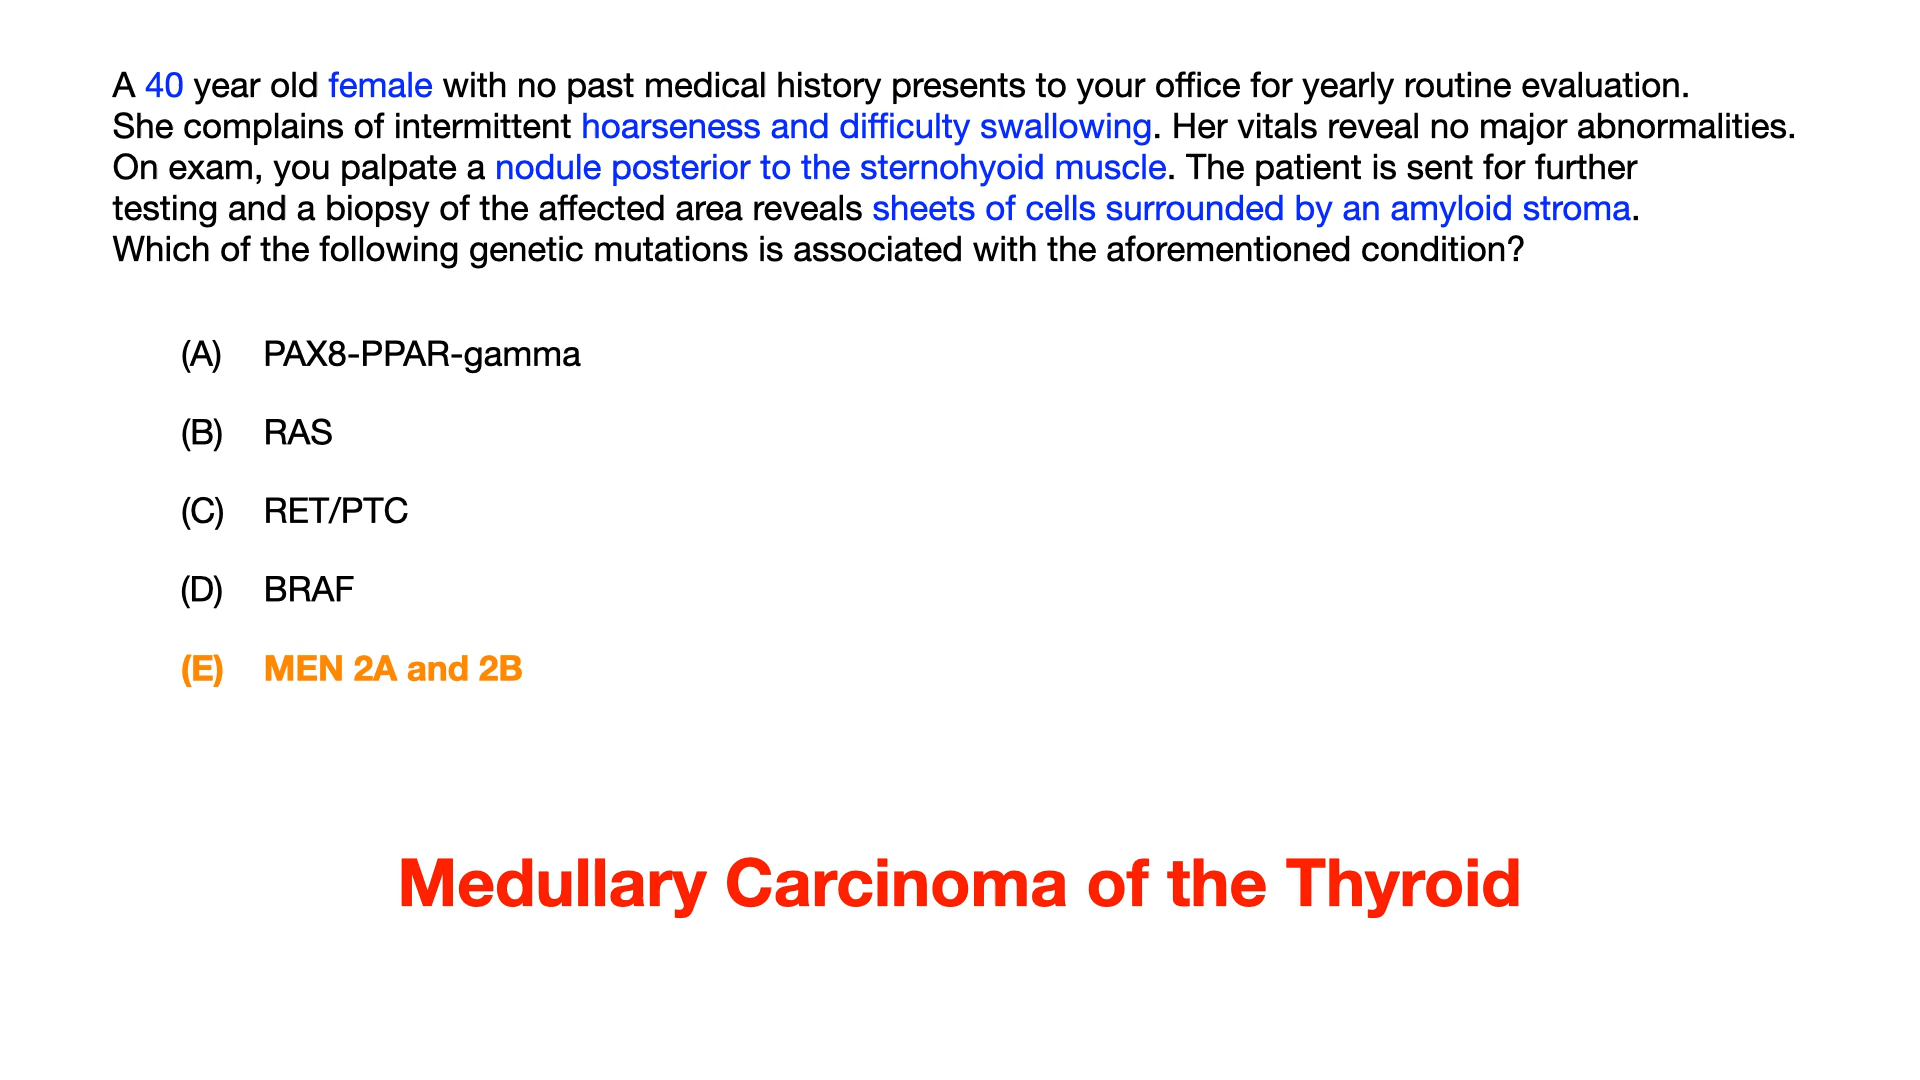 A 40 year old female with no past medical history presents to your office for yearly routine evaluation.
She complains of intermittent hoarseness and difficulty swallowing. Her vitals reveal no major abnormalities.
On exam, you palpate a nodule posterior to the sternohyoid muscle. The patient is sent for further
testing and a biopsy of the affected area reveals sheets of cells surrounded by an amyloid stroma.
Which of the following genetic mutations is associated with the aforementioned condition?
(A) PAX8-PPAR-gamma
(B) RAS
(C) RET/PTC
(D) BRAF
(E) MEN 2A and 2B
Medullary Carcinoma of the Thyroid